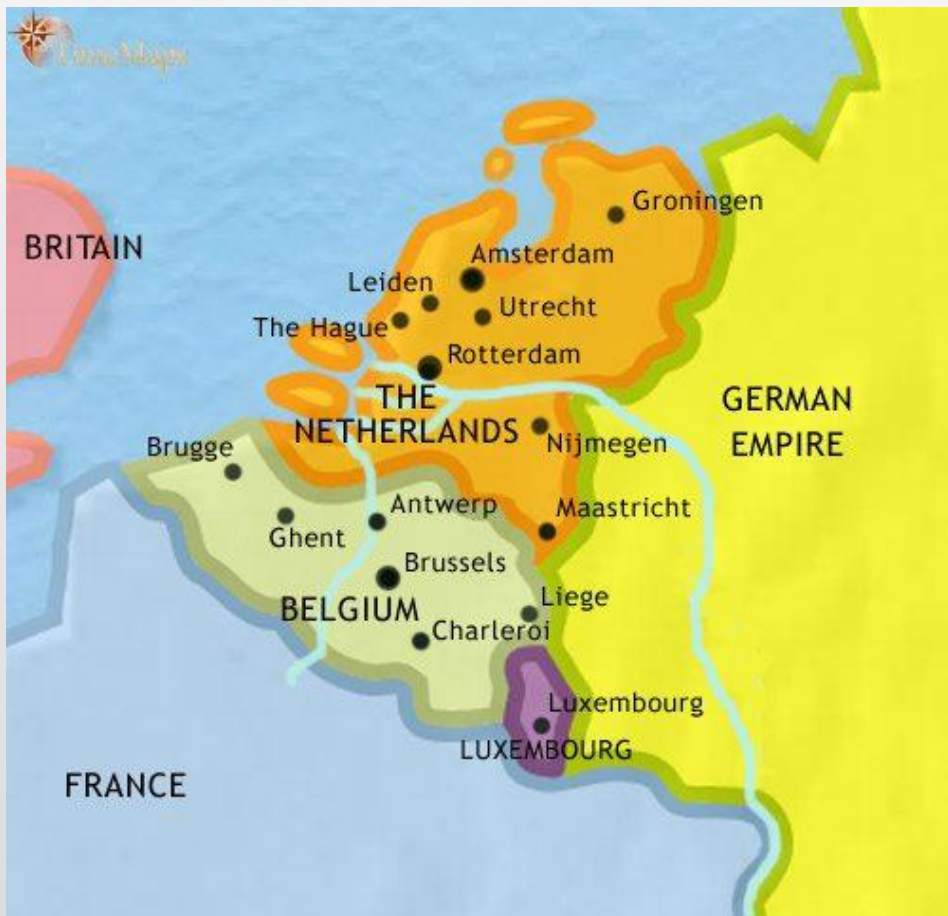 TimeMaps
Groningen
BRITAIN
Amsterdam
Leiden
Utrecht
The Hague
Rotterdam
THE
NETHERLANDS
GERMAN
EMPIRE
Brugge
Nijmegen
Antwerp
Maastricht
Ghent
Brussels
BELGIUM
Liege
Charleroi
Luxembourg
LUXEMBOURG
FRANCE